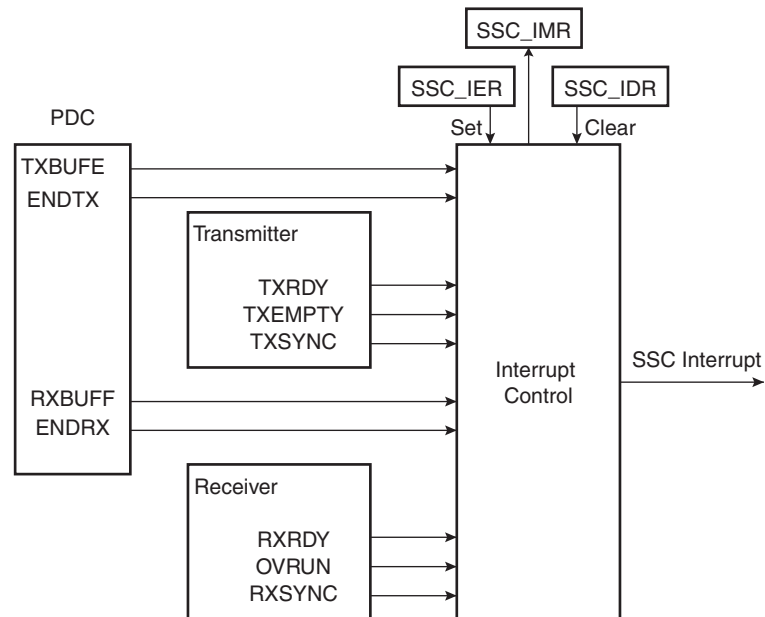 SSC_IMR
SSC_IER
SSC_IDR
PDC
Set
Clear
TXBUFE
ENDTX
Transmitter
TXRDY
TXEMPTY
TXSYNC
RXBUFF
ENDRX
Interrupt
Control
SSC Interrupt
Receiver
RXRDY
OVRUN
RXSYNC